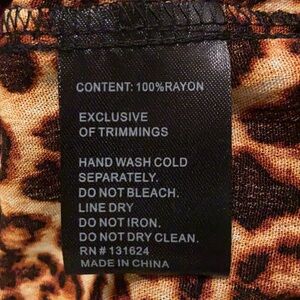 CONTENT: 100%RAYON
EXCLUSIVE
OF TRIMMINGS
HAND WASH COLD
SEPARATELY.
DO NOT BLEACH.
LINE DRY
DO NOT IRON.
DO NOT DRY CLEAN.
RN # 131624
MADE IN CHINA